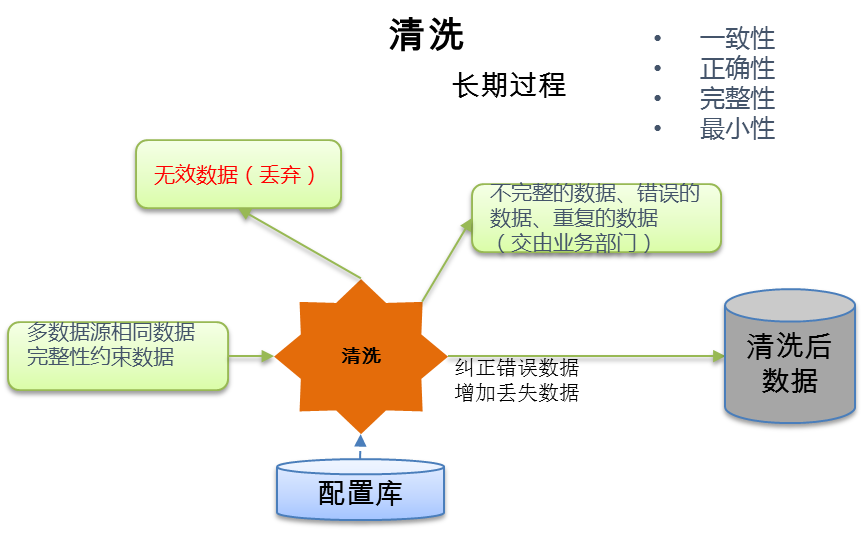 清洗
长期过程
• 一致性
• 正确性
• 完整性
• 最小性
无效数据（丢弃）
不完整的数据、错误的
数据、重复的数据
（交由业务部门）
多数据源相同数据
完整性约束数据
清洗
纠正错误数据
增加丢失数据
清洗后
数据
配置库